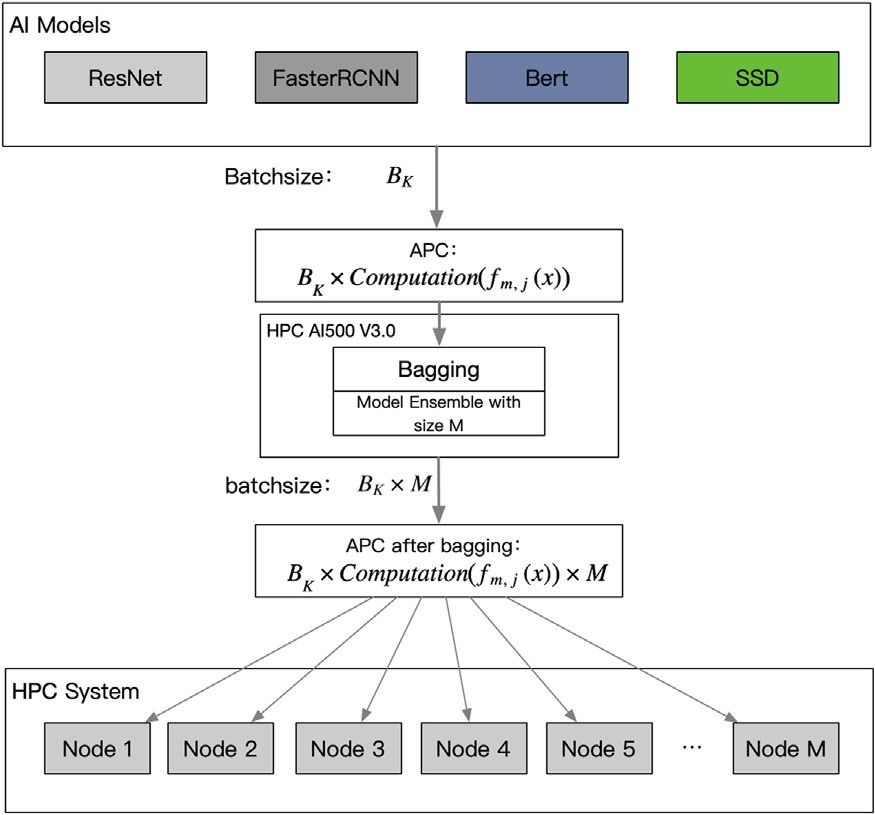 AI Models
ResNet
FasterRCNN
Bert
SSD
Batchsize: B_K
APC:
B_K × Computation(f_{m, j}(x))
HPC AI500 V3.0
Bagging
Model Ensemble with
size M
batchsize: B_K × M
APC after bagging:
B_K × Computation(f_{m, j}(x)) × M
HPC System
Node 1
Node 2
Node 3
Node 4
Node 5
...
Node M